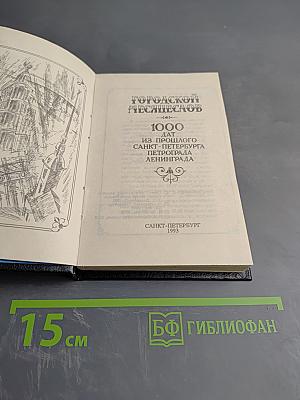 ГОРОДСКОЙ
МЕСЯЦЕСЛОВ
1000
ДАТ
ИЗ ПРОШЛОГО
САНКТ-ПЕТЕРБУРГА
ПЕТРОГРАДА
ЛЕНИНГРАДА
САНКТ-ПЕТЕРБУРГ
1993
15 см
БФ ГИБЛИОФАН